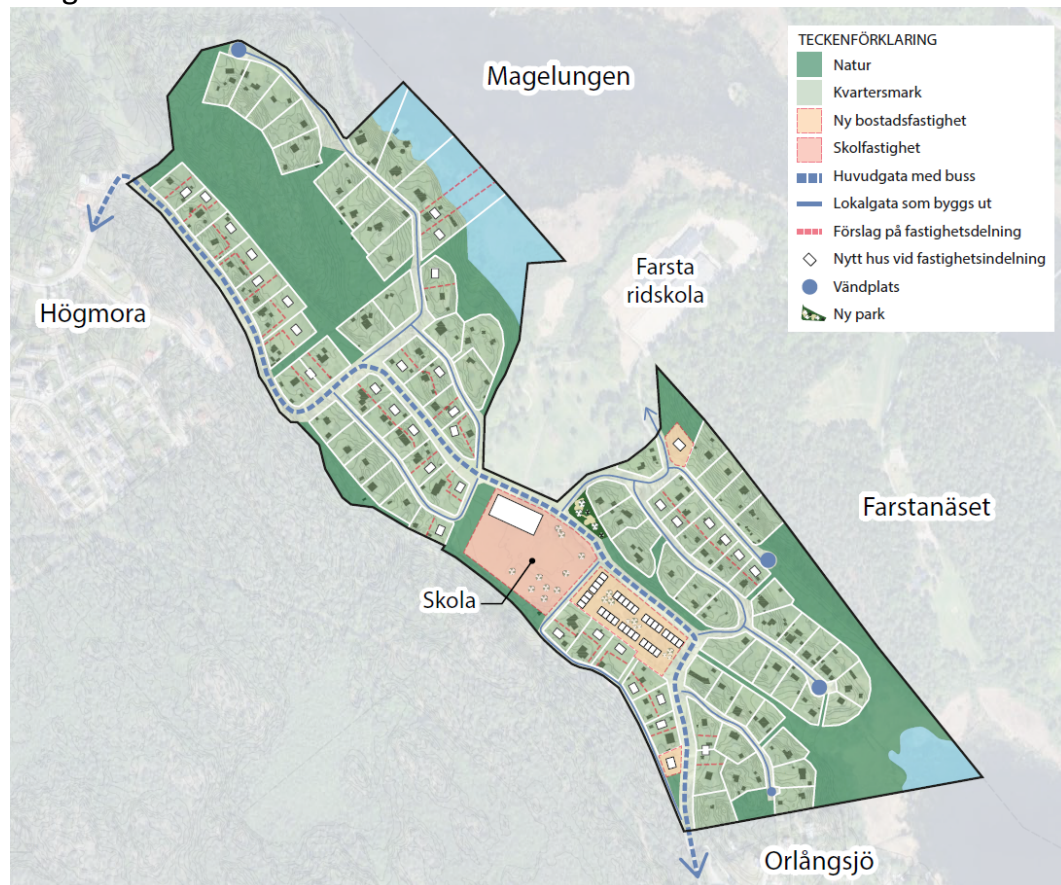 Magelungen
TECKENFÖRKLARING
Natur
Kvartersmark
Ny bostadsfastighet
Skolfastighet
Huvudgata med buss
Lokalgata som byggs ut
Förslag på fastighetsdelning
Nytt hus vid fastighetsindelning
Vändplats
Ny park
Farsta
ridskola
Högmora
Farstanäset
Skola
Orlångsjö